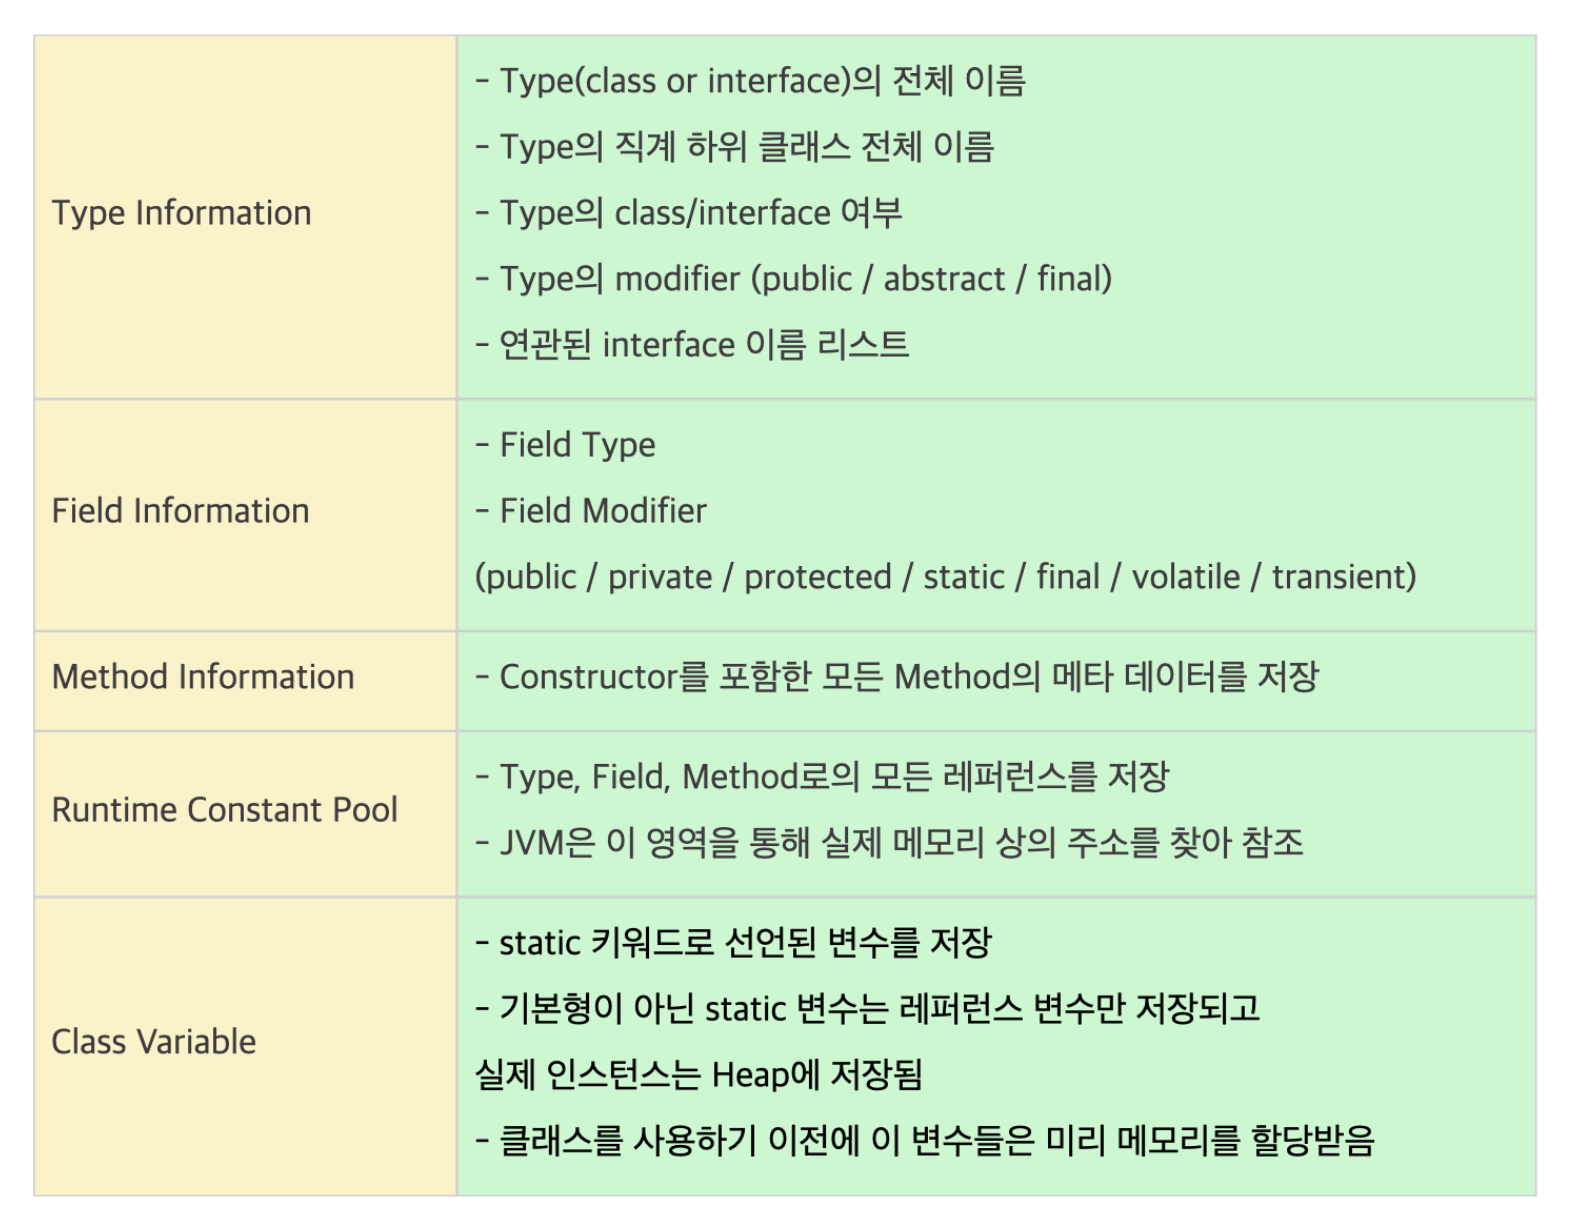 Type Information
- Type(class or interface)의 전체 이름
- Type의 직계 하위 클래스 전체 이름
- Type의 class/interface 여부
- Type의 modifier (public / abstract / final)
- 연관된 interface 이름 리스트
Field Information
- Field Type
- Field Modifier
(public / private / protected / static / final / volatile / transient)
Method Information
- Constructor를 포함한 모든 Method의 메타 데이터를 저장
Runtime Constant Pool
- Type, Field, Method로의 모든 레퍼런스를 저장
- JVM은 이 영역을 통해 실제 메모리 상의 주소를 찾아 참조
Class Variable
- static 키워드로 선언된 변수를 저장
- 기본형이 아닌 static 변수는 레퍼런스 변수만 저장되고
실제 인스턴스는 Heap에 저장됨
- 클래스를 사용하기 이전에 이 변수들은 미리 메모리를 할당받음